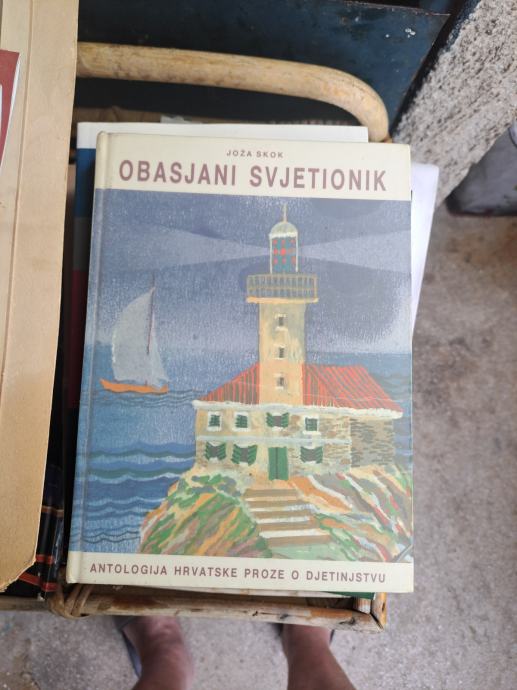 JOŽA SKOK
OBASJANI SVJETIONIK
ANTOLOGIJA HRVATSKE PROZE O DJETINJSTVU